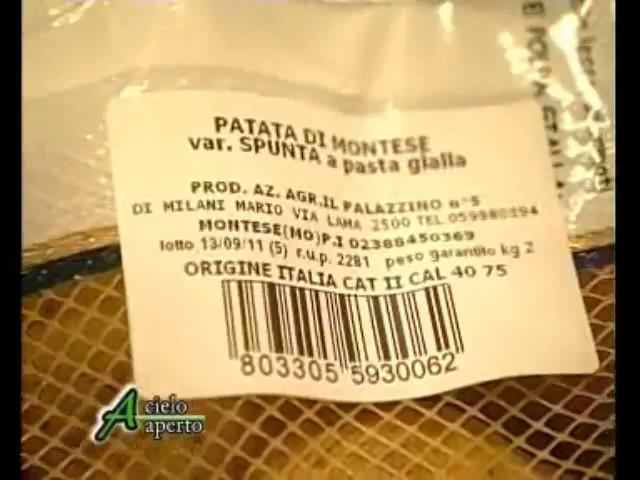 PATATA DI MONTESE
var. SPUNTA a pasta gialla
PROD. AZ. AGR.IL PALAZZINO n°5
DI MILANI MARIO VIA LAMA 2500 TEL 059980394
MONTESE(MO)P.I 02388450369
lotto 13/09/11 (5) r.u.p. 2281 peso garantito kg 2
ORIGINE ITALIA CAT II CAL 40 75
803305 5930062
A cielo
aperto